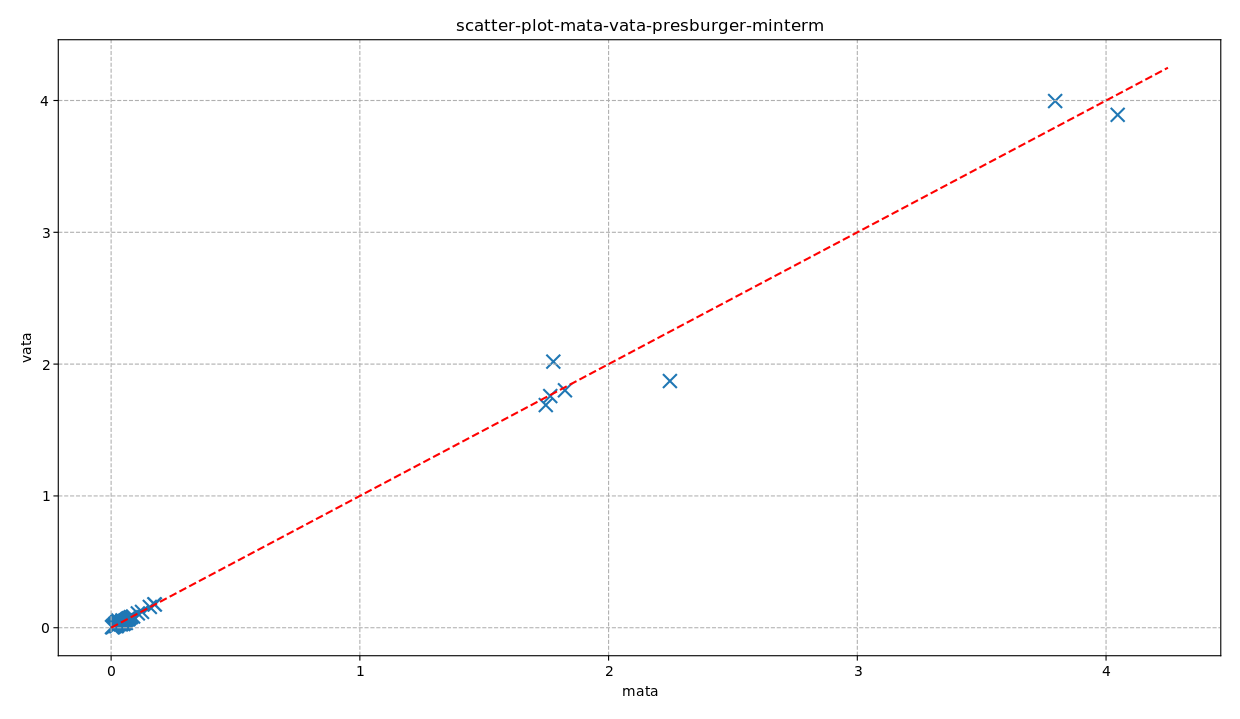 scatter-plot-mata-vata-presburger-minterm
4
3
2
1
0
vata
0 1 2 3 4
mata